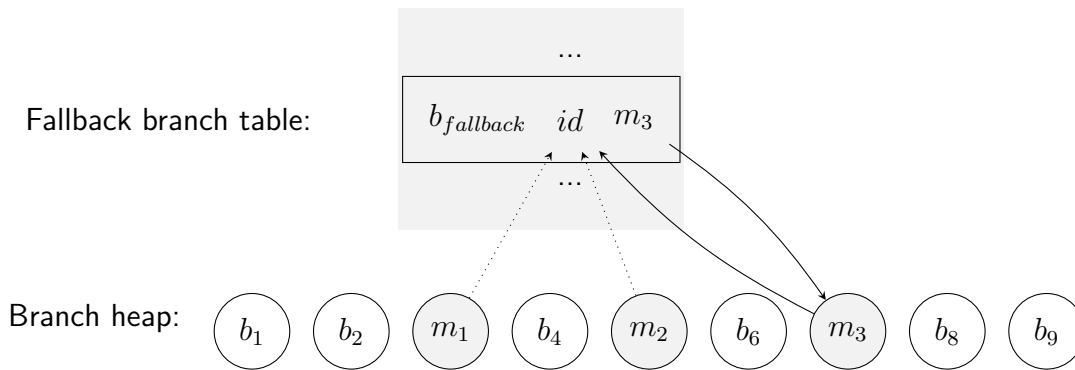 ...
Fallback branch table: b_fallback id m_3
...
Branch heap: b_1 b_2 m_1 b_4 m_2 b_6 m_3 b_8 b_9